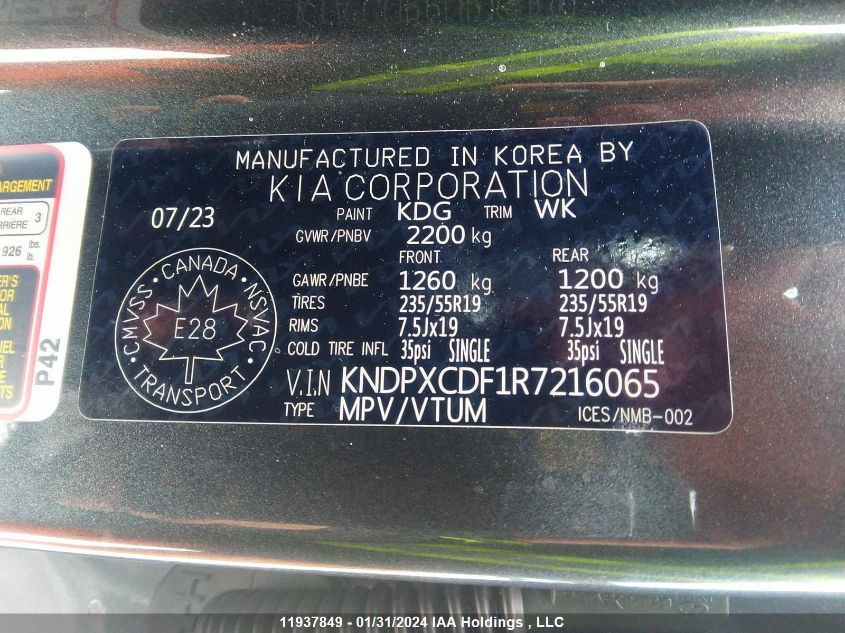 MANUFACTURED IN KOREA BY
KIA CORPORATION
07/23 PAINT KDG TRIM WK
GVWR/PNBV 2200 kg
FRONT REAR
GAWR/PNBE 1260 kg 1200 kg
TIRES 235/55R19 235/55R19
RIMS 7.5Jx19 7.5Jx19
COLD TIRE INFL 35psi SINGLE 35psi SINGLE
V.I.N KNDPXCDF1R7216065
TYPE MPV/VTUM ICES/NMB-002
CMVSS • CANADA • NSVAC •
TRANSPORT
E28
ARGEMENT
REAR 3
926 lbs.
lb.
P42
11937849 - 01/31/2024 IAA Holdings , LLC